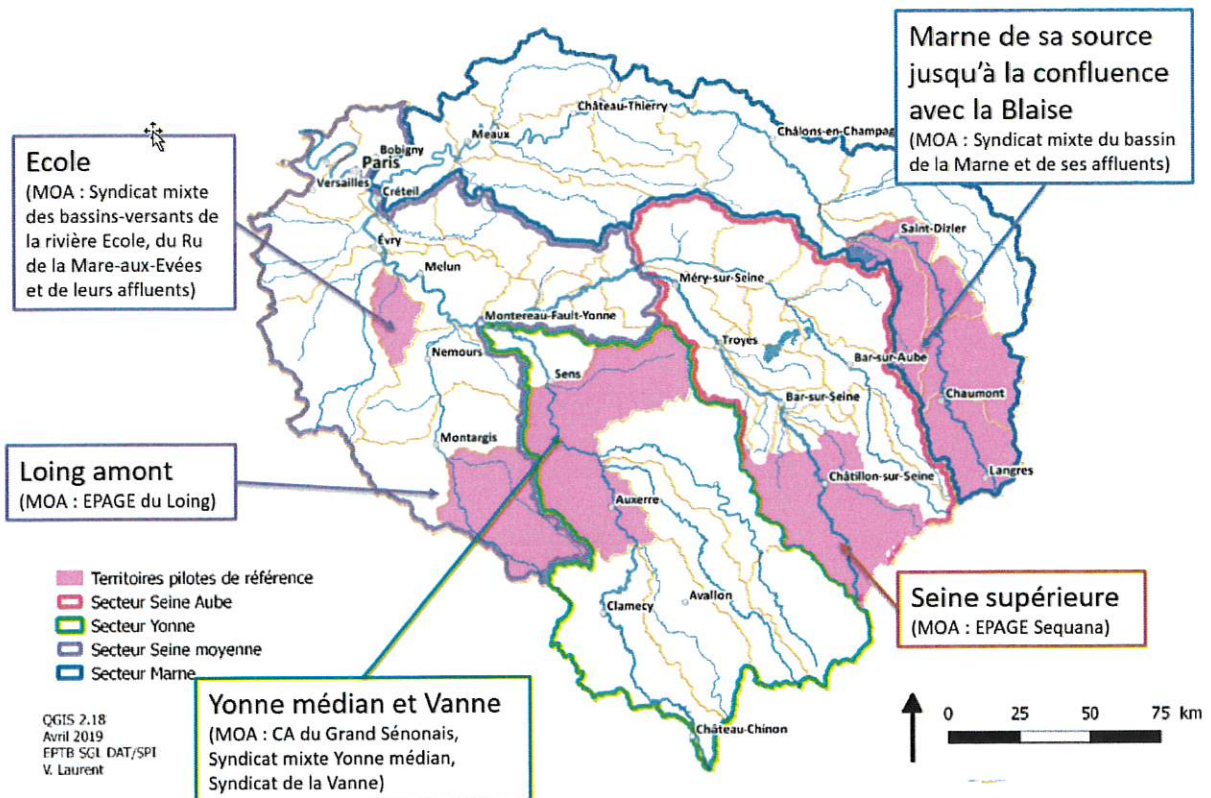 Marne de sa source
jusqu'à la confluence
avec la Blaise
(MOA : Syndicat mixte du bassin
de la Marne et de ses affluents)
Ecole
(MOA : Syndicat mixte
des bassins-versants de
la rivière Ecole, du Ru
de la Mare-aux-Evées
et de leurs affluents)
Château-Thierry
Châlons-en-Champag
Meaux
Bobigny
Paris
Versailles
Créteil
Saint-Dizier
Évry
Melun
Méry-sur-Seine
Montereau-Fault-Yonne
Troyes
Nemours
Bar-sur-Aube
Sens
Chaumont
Bar-sur-Seine
Montargis
Langres
Châtillon-sur-Seine
Auxerre
Loing amont
(MOA : EPAGE du Loing)
Territoires pilotes de référence
Secteur Seine Aube
Secteur Yonne
Secteur Seine moyenne
Secteur Marne
Avallon
Clamecy
Seine supérieure
(MOA : EPAGE Sequana)
Yonne médian et Vanne
(MOA : CA du Grand Sénonais,
Syndicat mixte Yonne médian,
Syndicat de la Vanne)
Château-Chinon
QGIS 2.18
Avril 2019
EPTB SGL DAT/SPI
V. Laurent
0 25 50 75 km